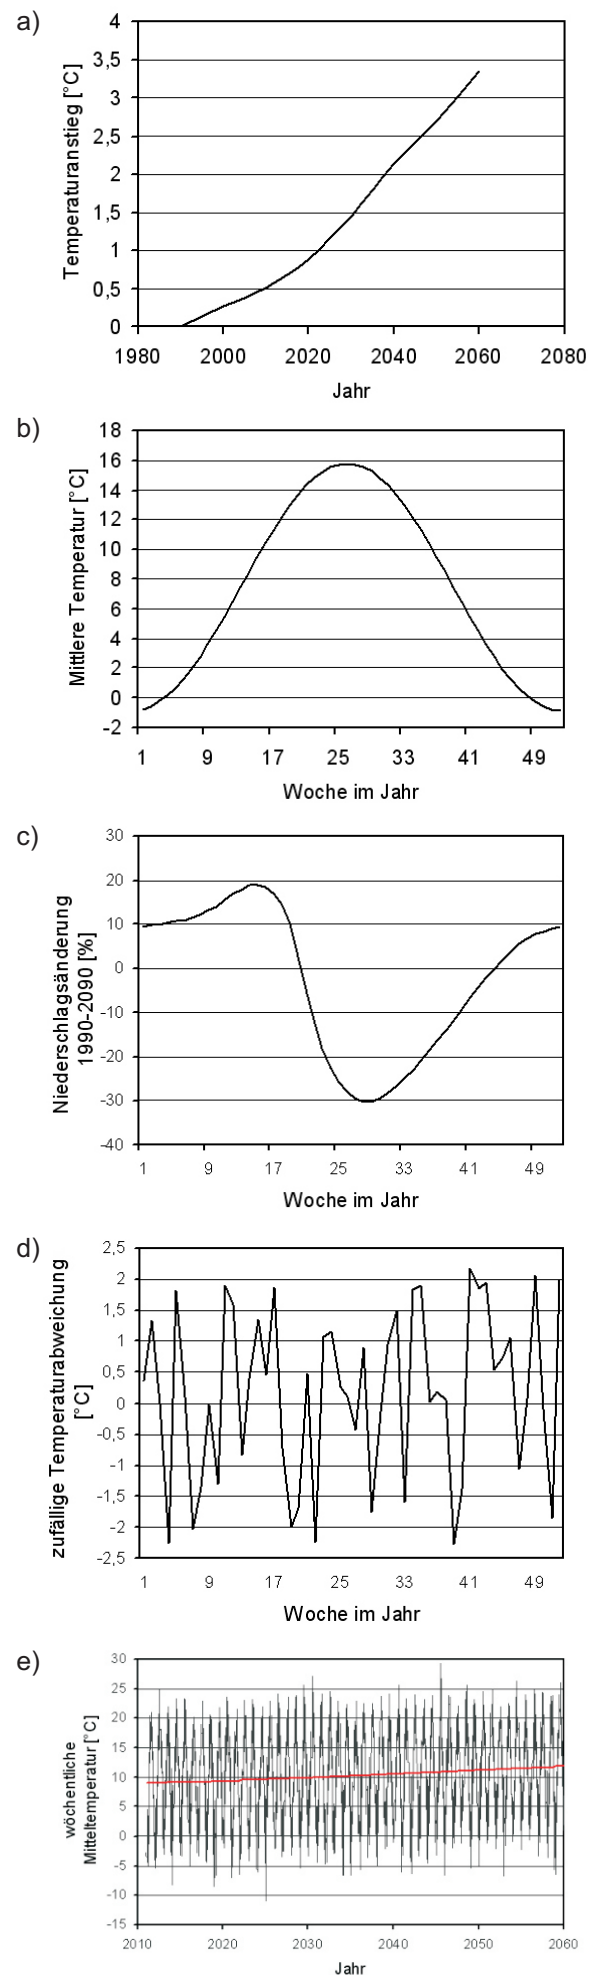 a)
Temperaturanstieg [°C]
4
3,5
3
2,5
2
1,5
1
0,5
0
1980 2000 2020 2040 2060 2080
Jahr
b)
Mittlere Temperatur [°C]
18
16
14
12
10
8
6
4
2
0
-2
1 9 17 25 33 41 49
Woche im Jahr
c)
Niederschlagsänderung
1990-2090 [%]
30
20
10
0
-10
-20
-30
-40
1 9 17 25 33 41 49
Woche im Jahr
d)
zufällige Temperaturabweichung
[°C]
2,5
2
1,5
1
0,5
0
-0,5
-1
-1,5
-2
-2,5
1 9 17 25 33 41 49
Woche im Jahr
e)
wöchentliche
Mitteltemperatur [°C]
30
25
20
15
10
5
0
-5
-10
-15
2010 2020 2030 2040 2050 2060
Jahr